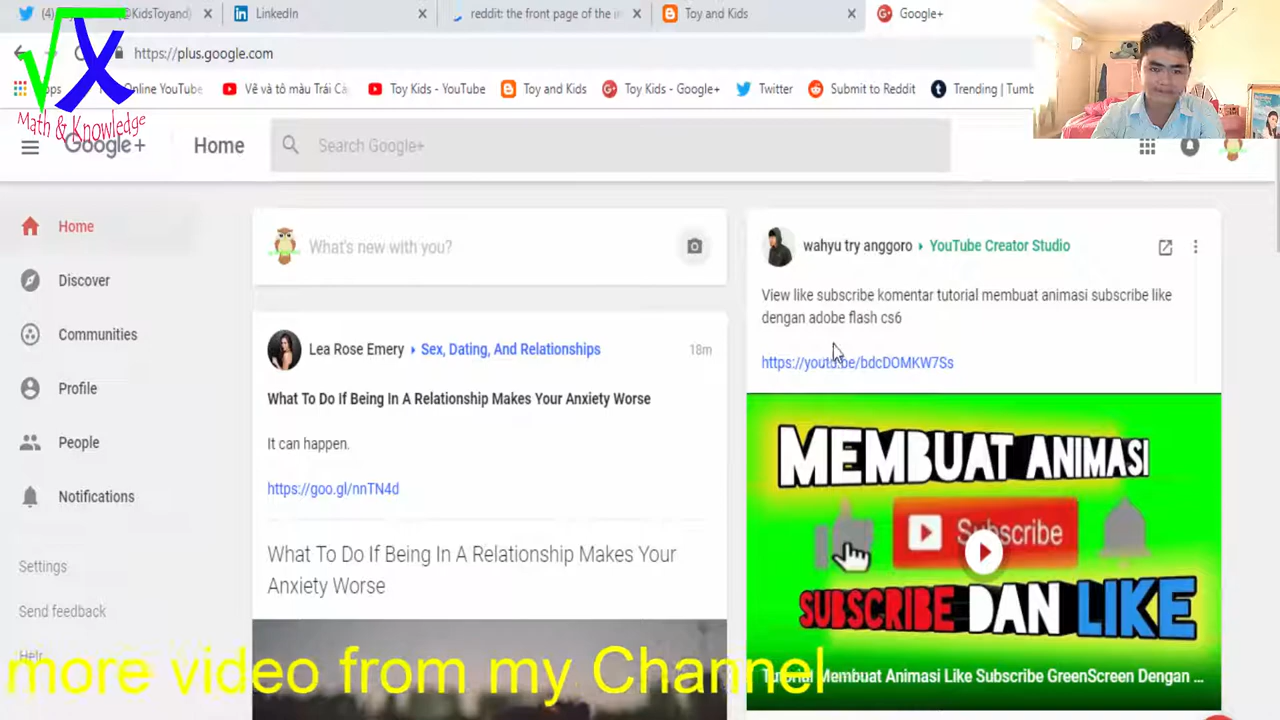 LinkedIn
reddit: the front page of the in
Toy and Kids
Google+
https://plus.google.com
Online YouTube
Vẽ và tô màu Trái Câ
Toy Kids - YouTube
Toy and Kids
Toy Kids - Google+
Twitter
Submit to Reddit
Trending | Tumb
Math & Knowledge
Google+
Home
Search Google+
Home
Discover
Communities
Profile
People
Notifications
Settings
Send feedback
Help
What's new with you?
Lea Rose Emery
Sex, Dating, And Relationships
18m
What To Do If Being In A Relationship Makes Your Anxiety Worse
It can happen.
https://goo.gl/nnTN4d
What To Do If Being In A Relationship Makes Your
Anxiety Worse
wahyu try anggoro
YouTube Creator Studio
View like subscribe komentar tutorial membuat animasi subscribe like
dengan adobe flash cs6
https://youtu.be/bdcDOMKW7Ss
MEMBUAT ANIMASI
Subscribe
SUBSCRIBE DAN LIKE
Tutorial Membuat Animasi Like Subscribe GreenScreen Dengan ...
more video from my Channel